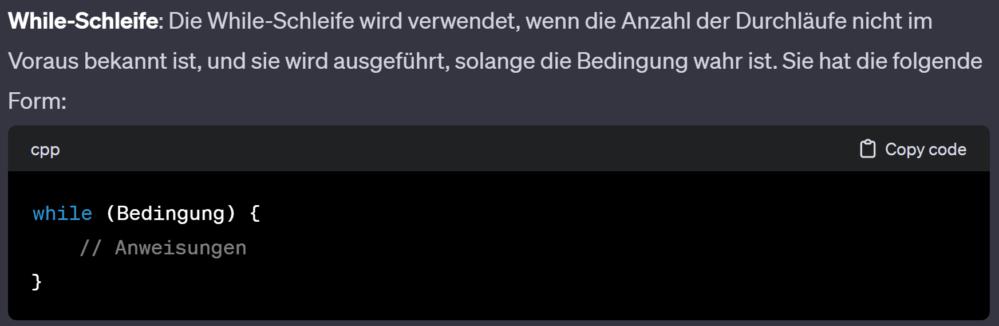 While-Schleife: Die While-Schleife wird verwendet, wenn die Anzahl der Durchläufe nicht im
Voraus bekannt ist, und sie wird ausgeführt, solange die Bedingung wahr ist. Sie hat die folgende
Form:
cpp Copy code
while (Bedingung) {
    // Anweisungen
}